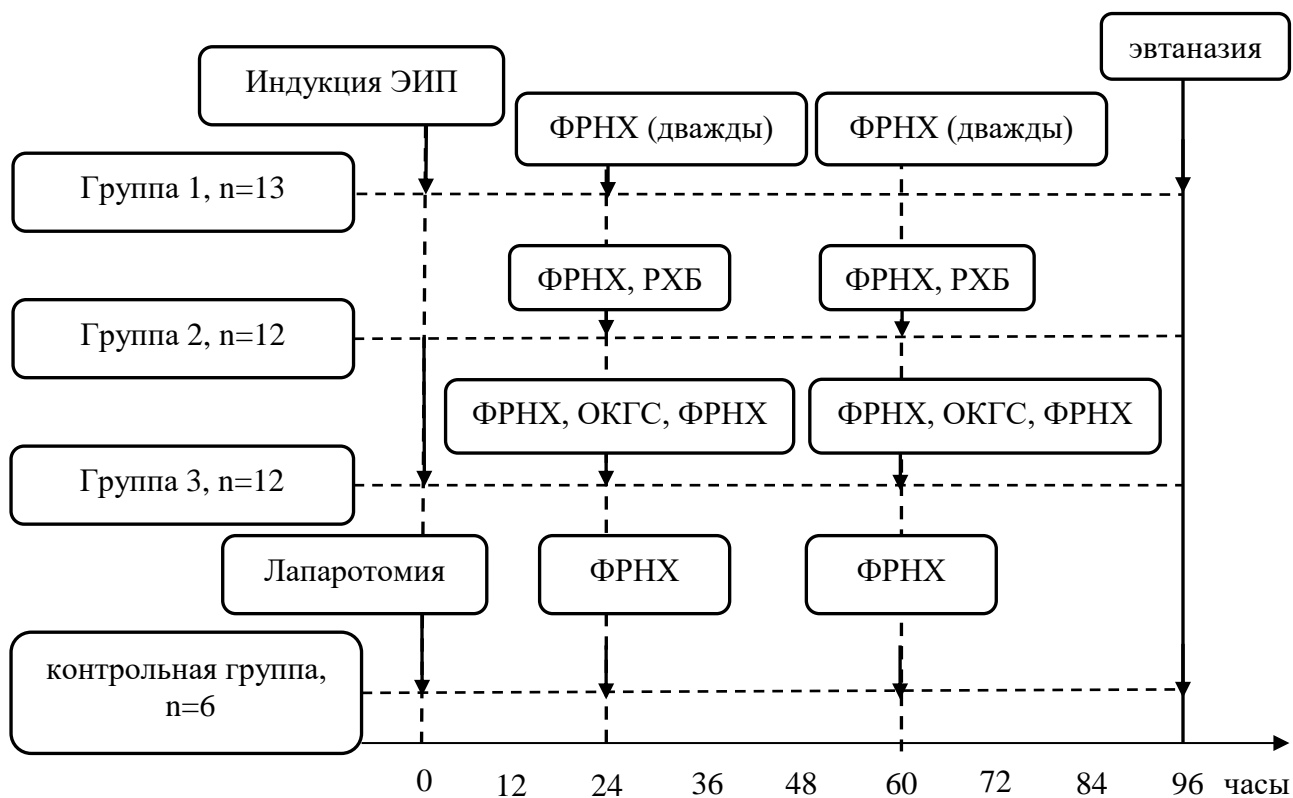 эвтаназия
Индукция ЭИП
ФРНХ (дважды)
ФРНХ (дважды)
Группа 1, n=13
ФРНХ, РХБ
ФРНХ, РХБ
Группа 2, n=12
ФРНХ, ОКГС, ФРНХ
ФРНХ, ОКГС, ФРНХ
Группа 3, n=12
Лапаротомия
ФРНХ
ФРНХ
контрольная группа,
n=6
0 12 24 36 48 60 72 84 96 часы